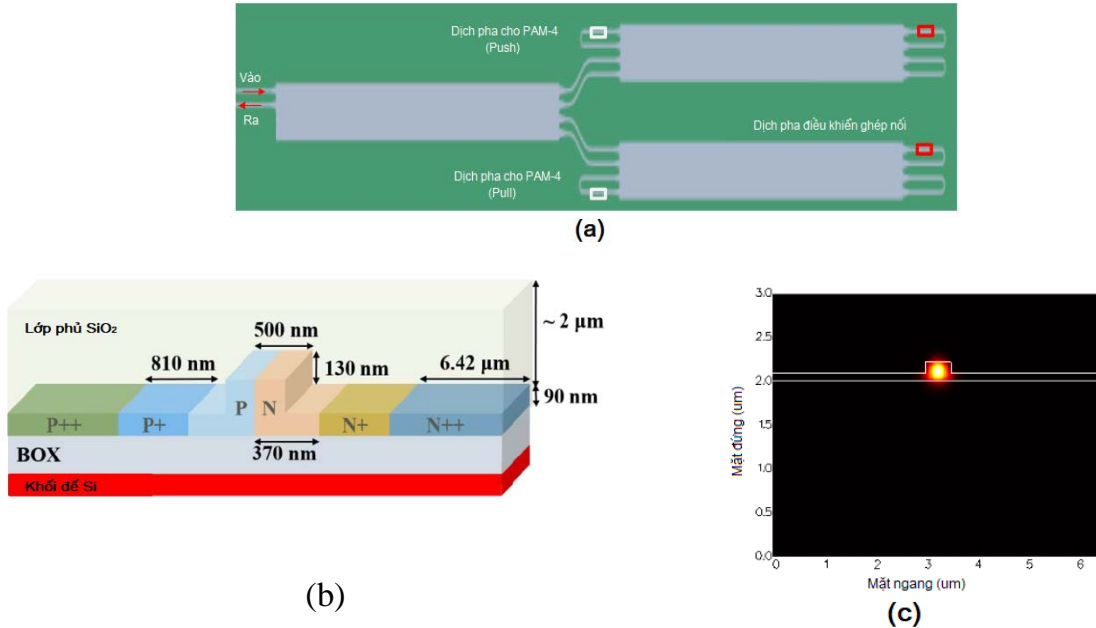 Dịch pha cho PAM-4
(Push)
Vào
Ra
Dịch pha điều khiển ghép nối
Dịch pha cho PAM-4
(Pull)
(a)
Lớp phủ SiO₂
500 nm
~ 2 µm
810 nm
130 nm
6.42 µm
90 nm
P N
P++ P+ N+ N++
BOX
370 nm
Khối đế Si
(b)
3.0
2.5
2.0
1.5
1.0
0.5
0.0
Mặt đứng (um)
0 1 2 3 4 5 6
Mặt ngang (um)
(c)